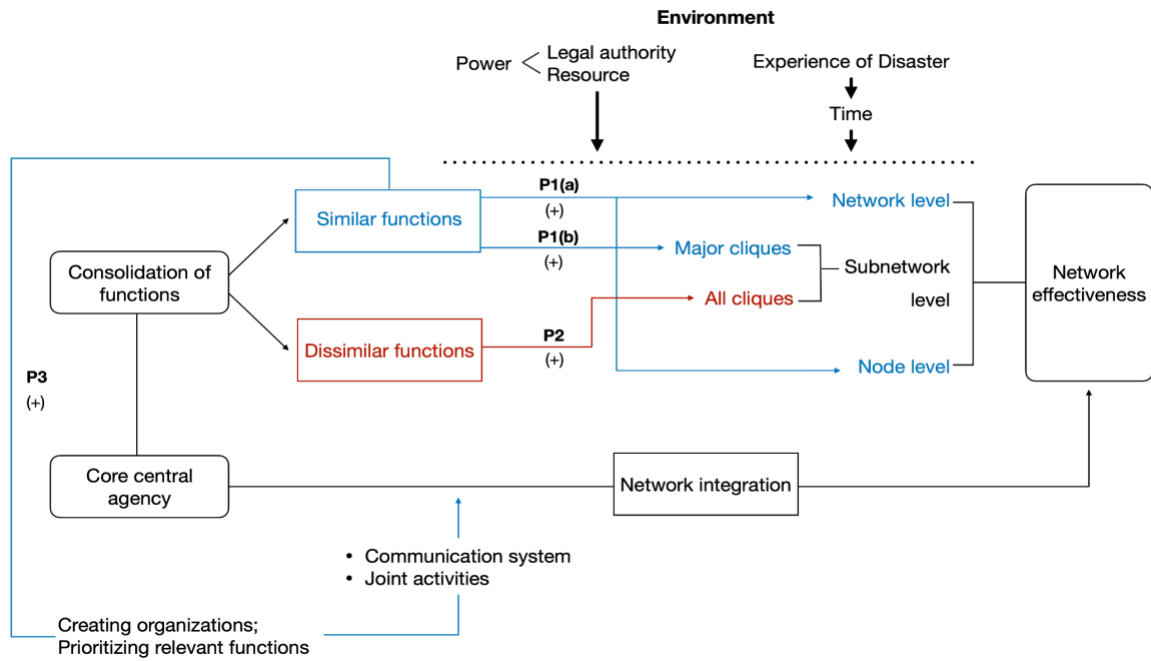 Environment
Power
Legal authority
Resource
Experience of Disaster
Time
P1(a)
(+)
Similar functions
Network level
P1(b)
(+)
Major cliques
Subnetwork
level
Consolidation of
functions
Network
effectiveness
All cliques
P2
(+)
Dissimilar functions
Node level
P3
(+)
Core central
agency
Network integration
• Communication system
• Joint activities
Creating organizations;
Prioritizing relevant functions